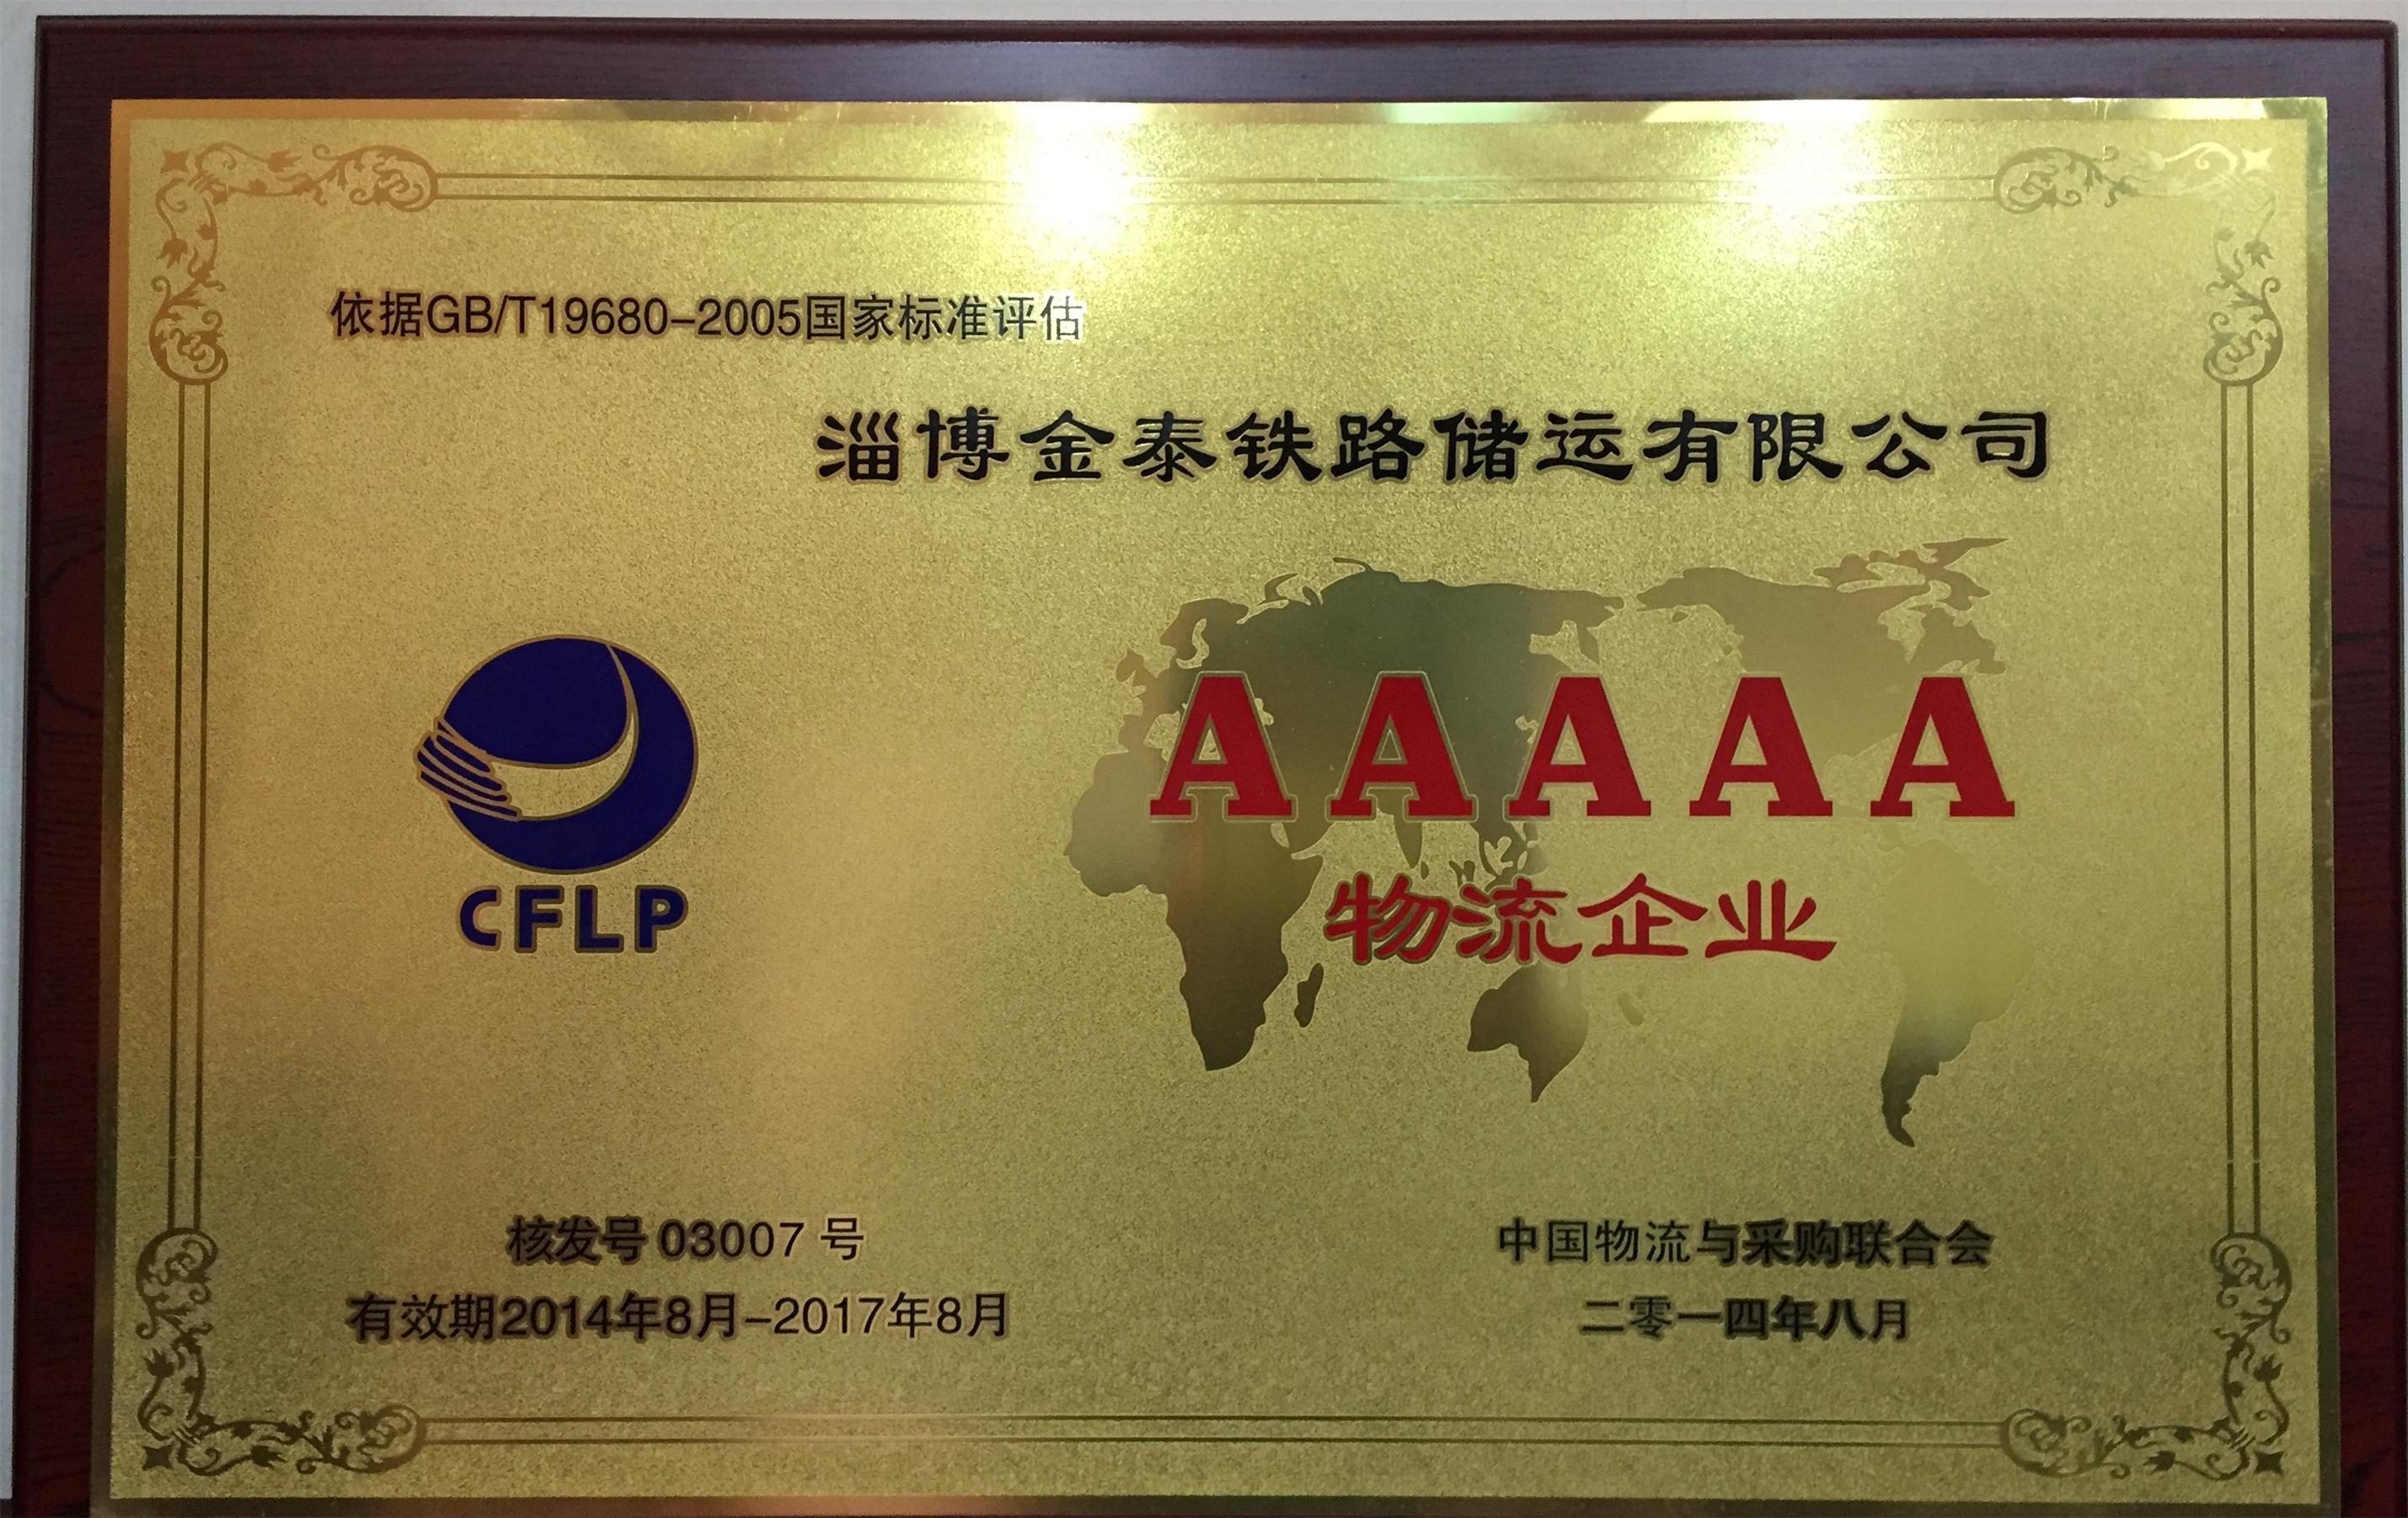 依据GB/T19680-2005国家标准评估
淄博金泰铁路储运有限公司
AAAAA
物流企业
CFLP
核发号 03007 号
有效期2014年8月-2017年8月
中国物流与采购联合会
二零一四年八月